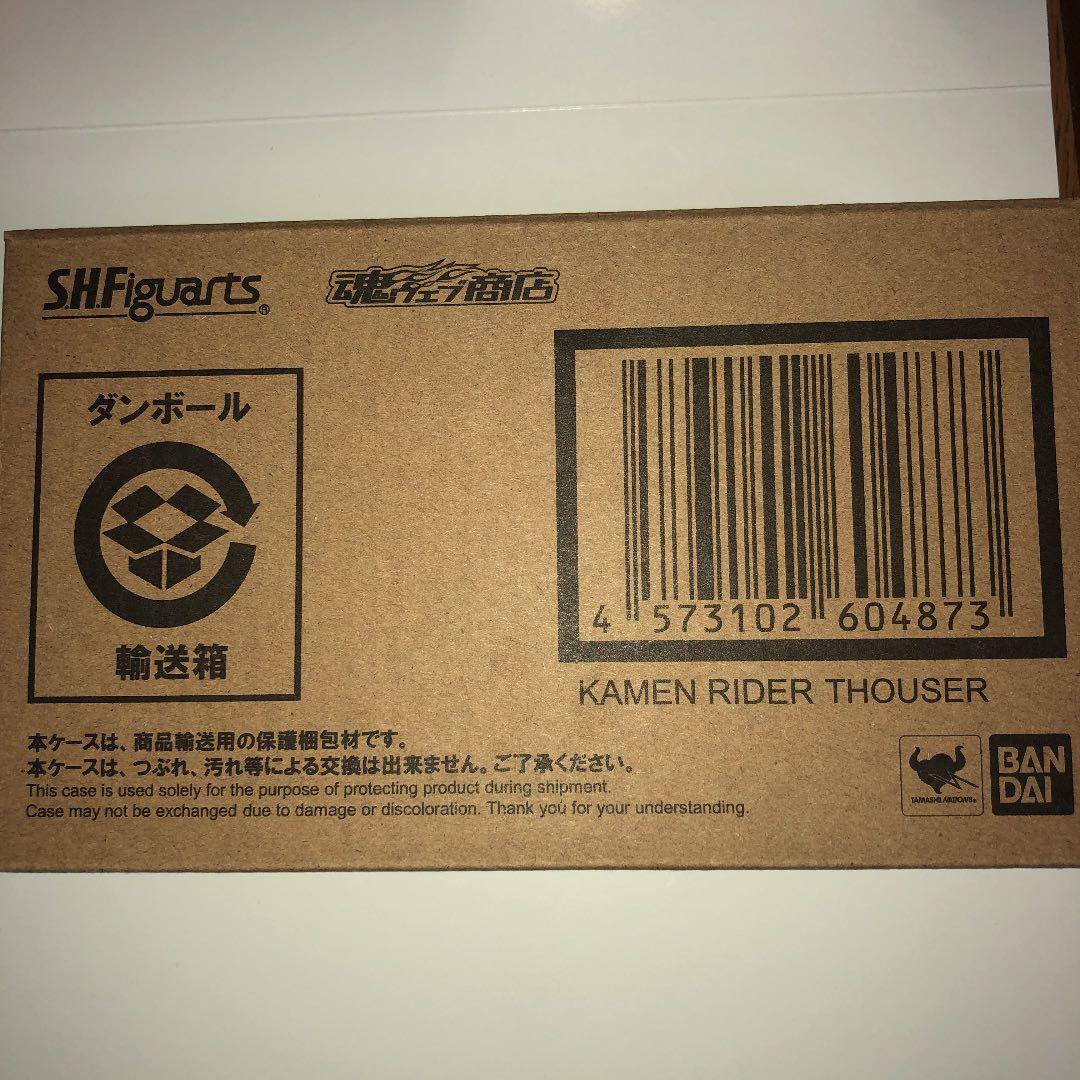 S.H.Figuarts®
魂ウェブ商店
ダンボール
輸送箱
4 573102 604873
KAMEN RIDER THOUSER
本ケースは、商品輸送用の保護梱包材です。
本ケースは、つぶれ、汚れ等による交換は出来ません。ご了承ください。
This case is used solely for the purpose of protecting product during shipment.
Case may not be exchanged due to damage or discoloration. Thank you for your understanding.
TAMASHII NATIONS®
BAN
DAI